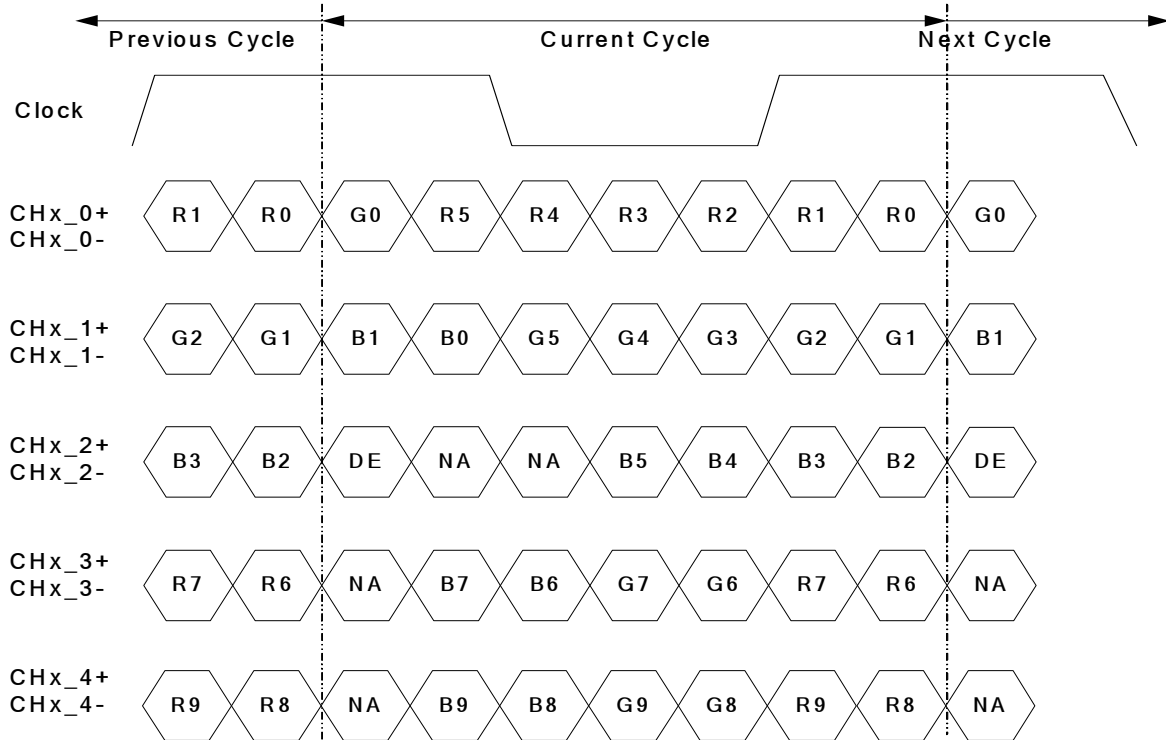 Previous Cycle Current Cycle Next Cycle
Clock
CHx_0+
CHx_0-
R1 R0 G0 R5 R4 R3 R2 R1 R0 G0
CHx_1+
CHx_1-
G2 G1 B1 B0 G5 G4 G3 G2 G1 B1
CHx_2+
CHx_2-
B3 B2 DE NA NA B5 B4 B3 B2 DE
CHx_3+
CHx_3-
R7 R6 NA B7 B6 G7 G6 R7 R6 NA
CHx_4+
CHx_4-
R9 R8 NA B9 B8 G9 G8 R9 R8 NA